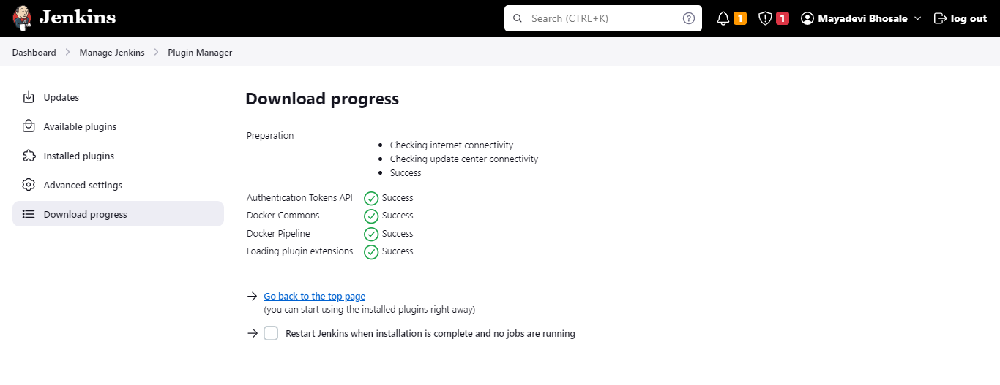 Jenkins
Search (CTRL+K)
?
1
1
Mayadevi Bhosale
log out
Dashboard
Manage Jenkins
Plugin Manager
Updates
Available plugins
Installed plugins
Advanced settings
Download progress
Download progress
Preparation
Checking internet connectivity
Checking update center connectivity
Success
Authentication Tokens API Success
Docker Commons Success
Docker Pipeline Success
Loading plugin extensions Success
Go back to the top page
(you can start using the installed plugins right away)
Restart Jenkins when installation is complete and no jobs are running